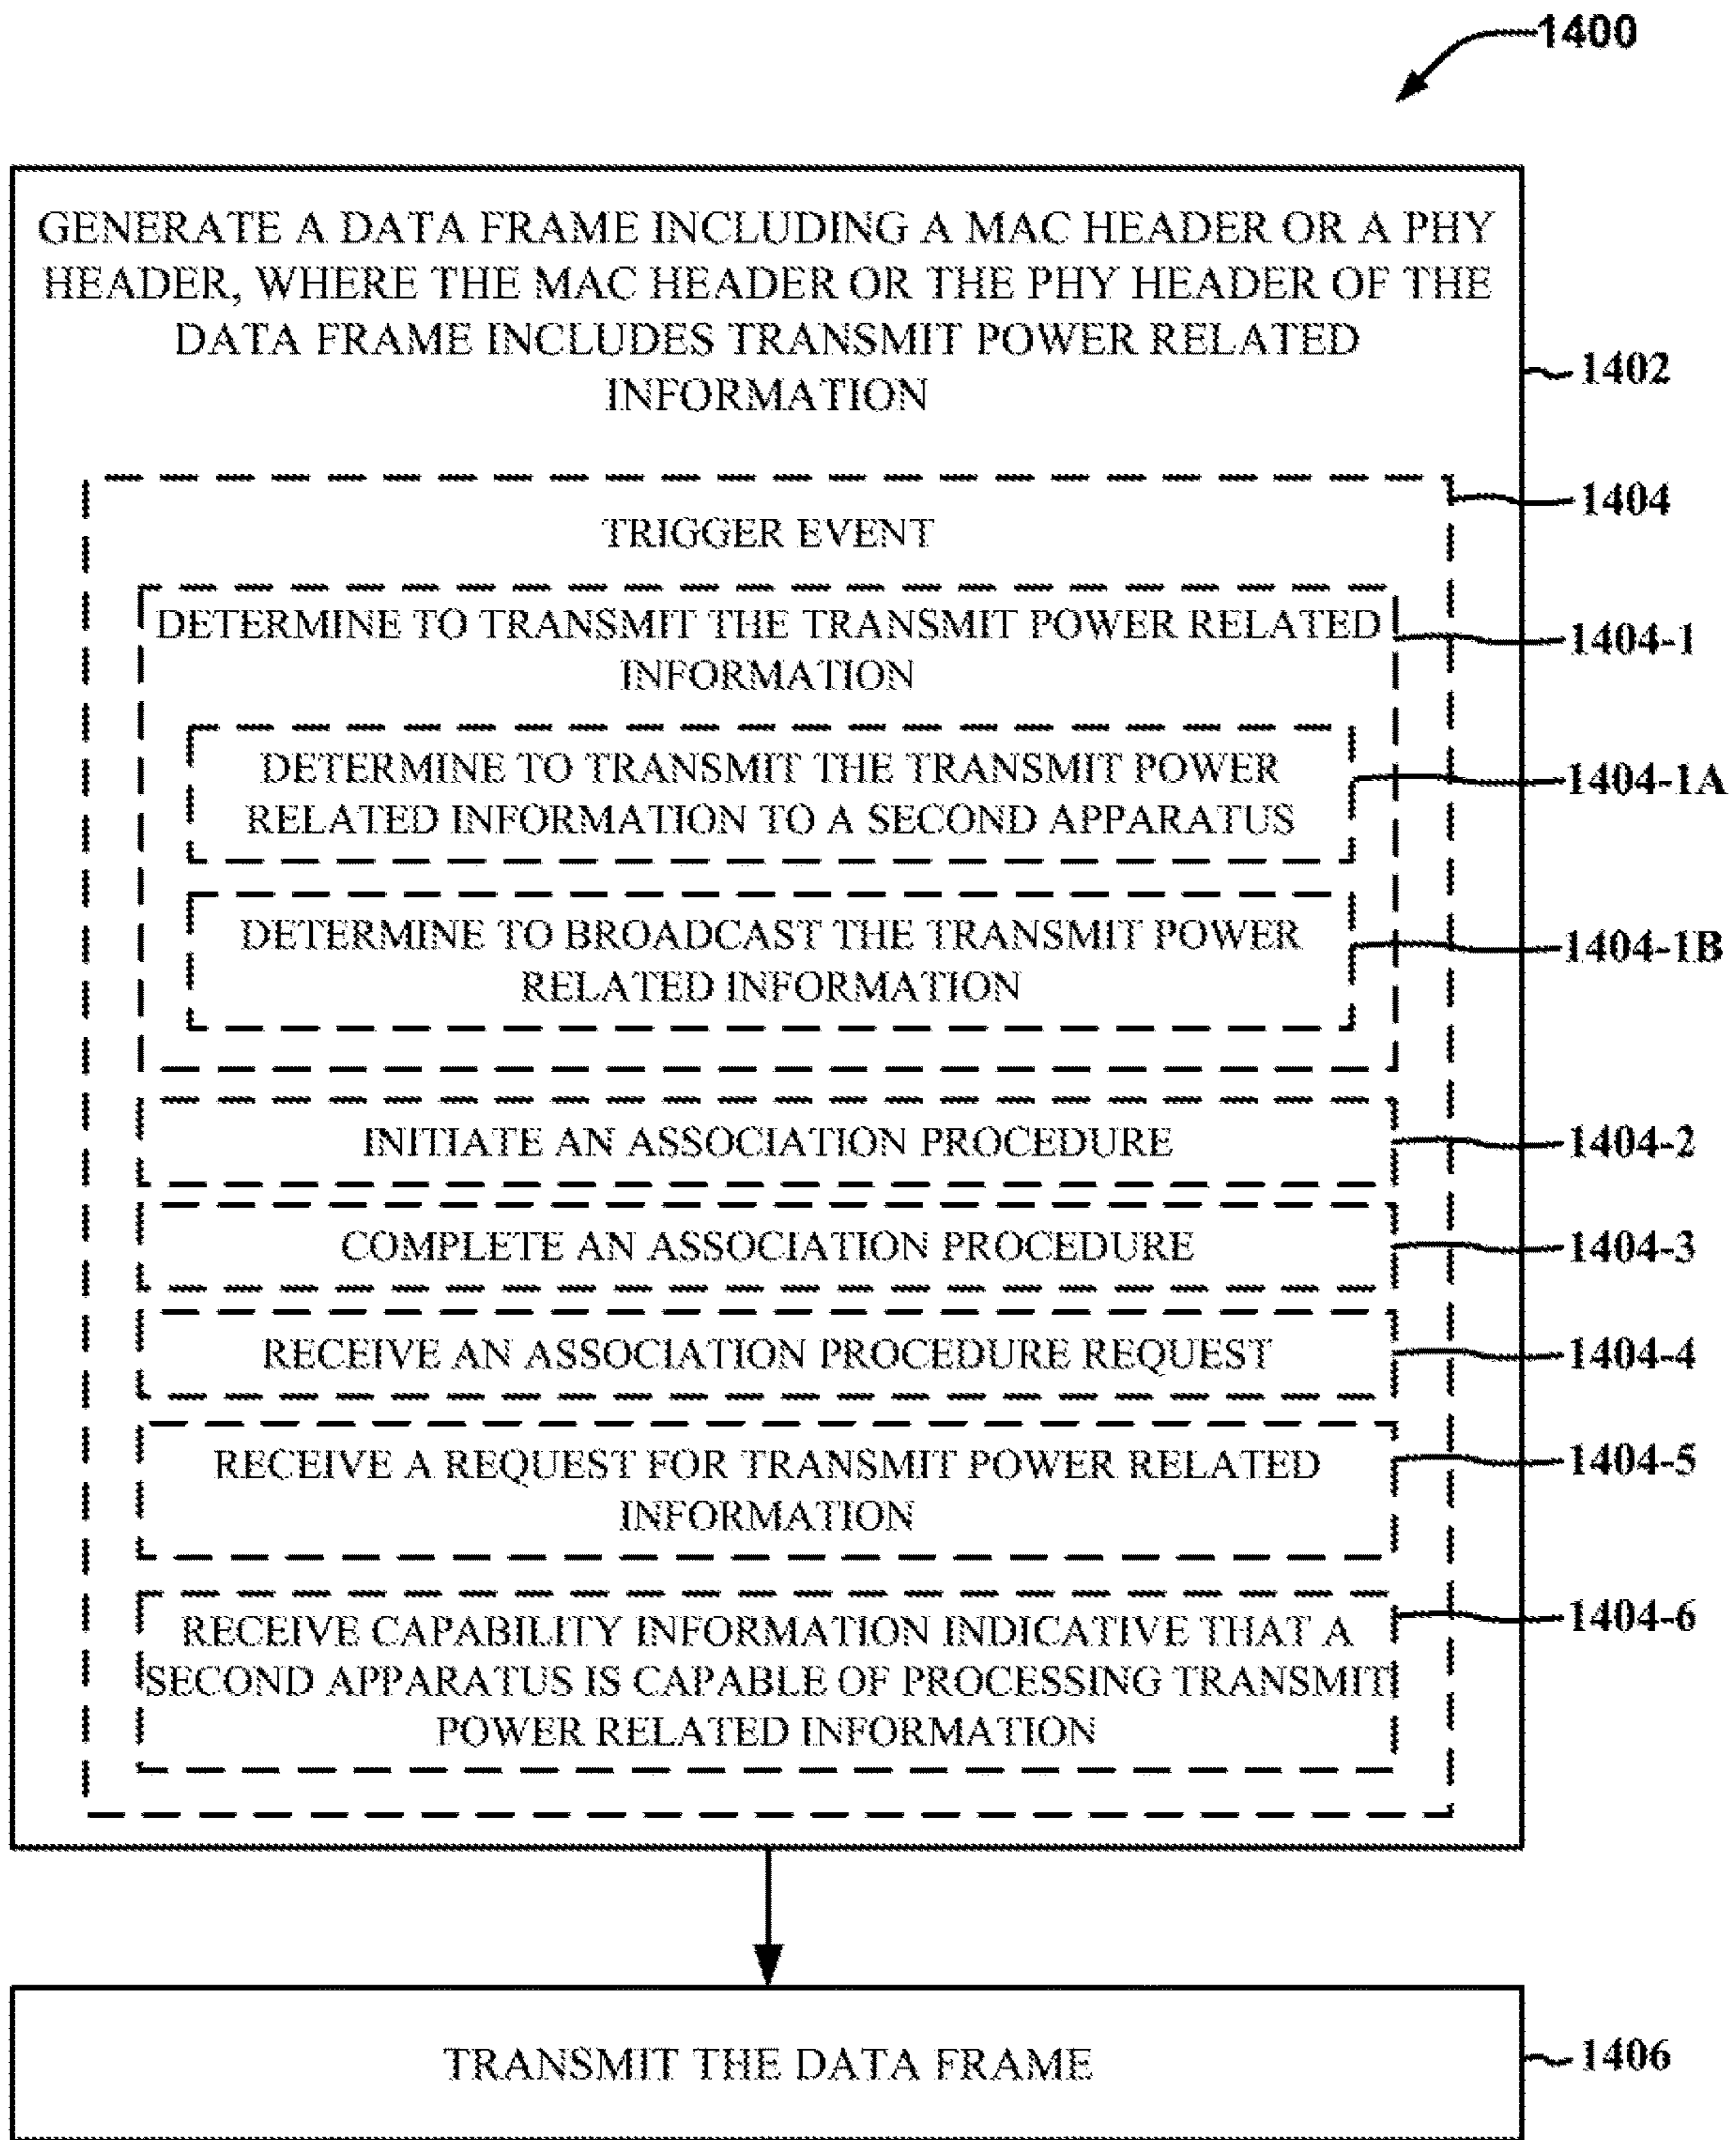 1400
GENERATE A DATA FRAME INCLUDING A MAC HEADER OR A PHY
HEADER, WHERE THE MAC HEADER OR THE PHY HEADER OF THE
DATA FRAME INCLUDES TRANSMIT POWER RELATED
INFORMATION
1402
1404
TRIGGER EVENT
DETERMINE TO TRANSMIT THE TRANSMIT POWER RELATED
INFORMATION
1404-1
DETERMINE TO TRANSMIT THE TRANSMIT POWER
RELATED INFORMATION TO A SECOND APPARATUS
1404-1A
DETERMINE TO BROADCAST THE TRANSMIT POWER
RELATED INFORMATION
1404-1B
INITIATE AN ASSOCIATION PROCEDURE
1404-2
COMPLETE AN ASSOCIATION PROCEDURE
1404-3
RECEIVE AN ASSOCIATION PROCEDURE REQUEST
1404-4
RECEIVE A REQUEST FOR TRANSMIT POWER RELATED
INFORMATION
1404-5
RECEIVE CAPABILITY INFORMATION INDICATIVE THAT A
SECOND APPARATUS IS CAPABLE OF PROCESSING TRANSMIT
POWER RELATED INFORMATION
1404-6
TRANSMIT THE DATA FRAME
1406